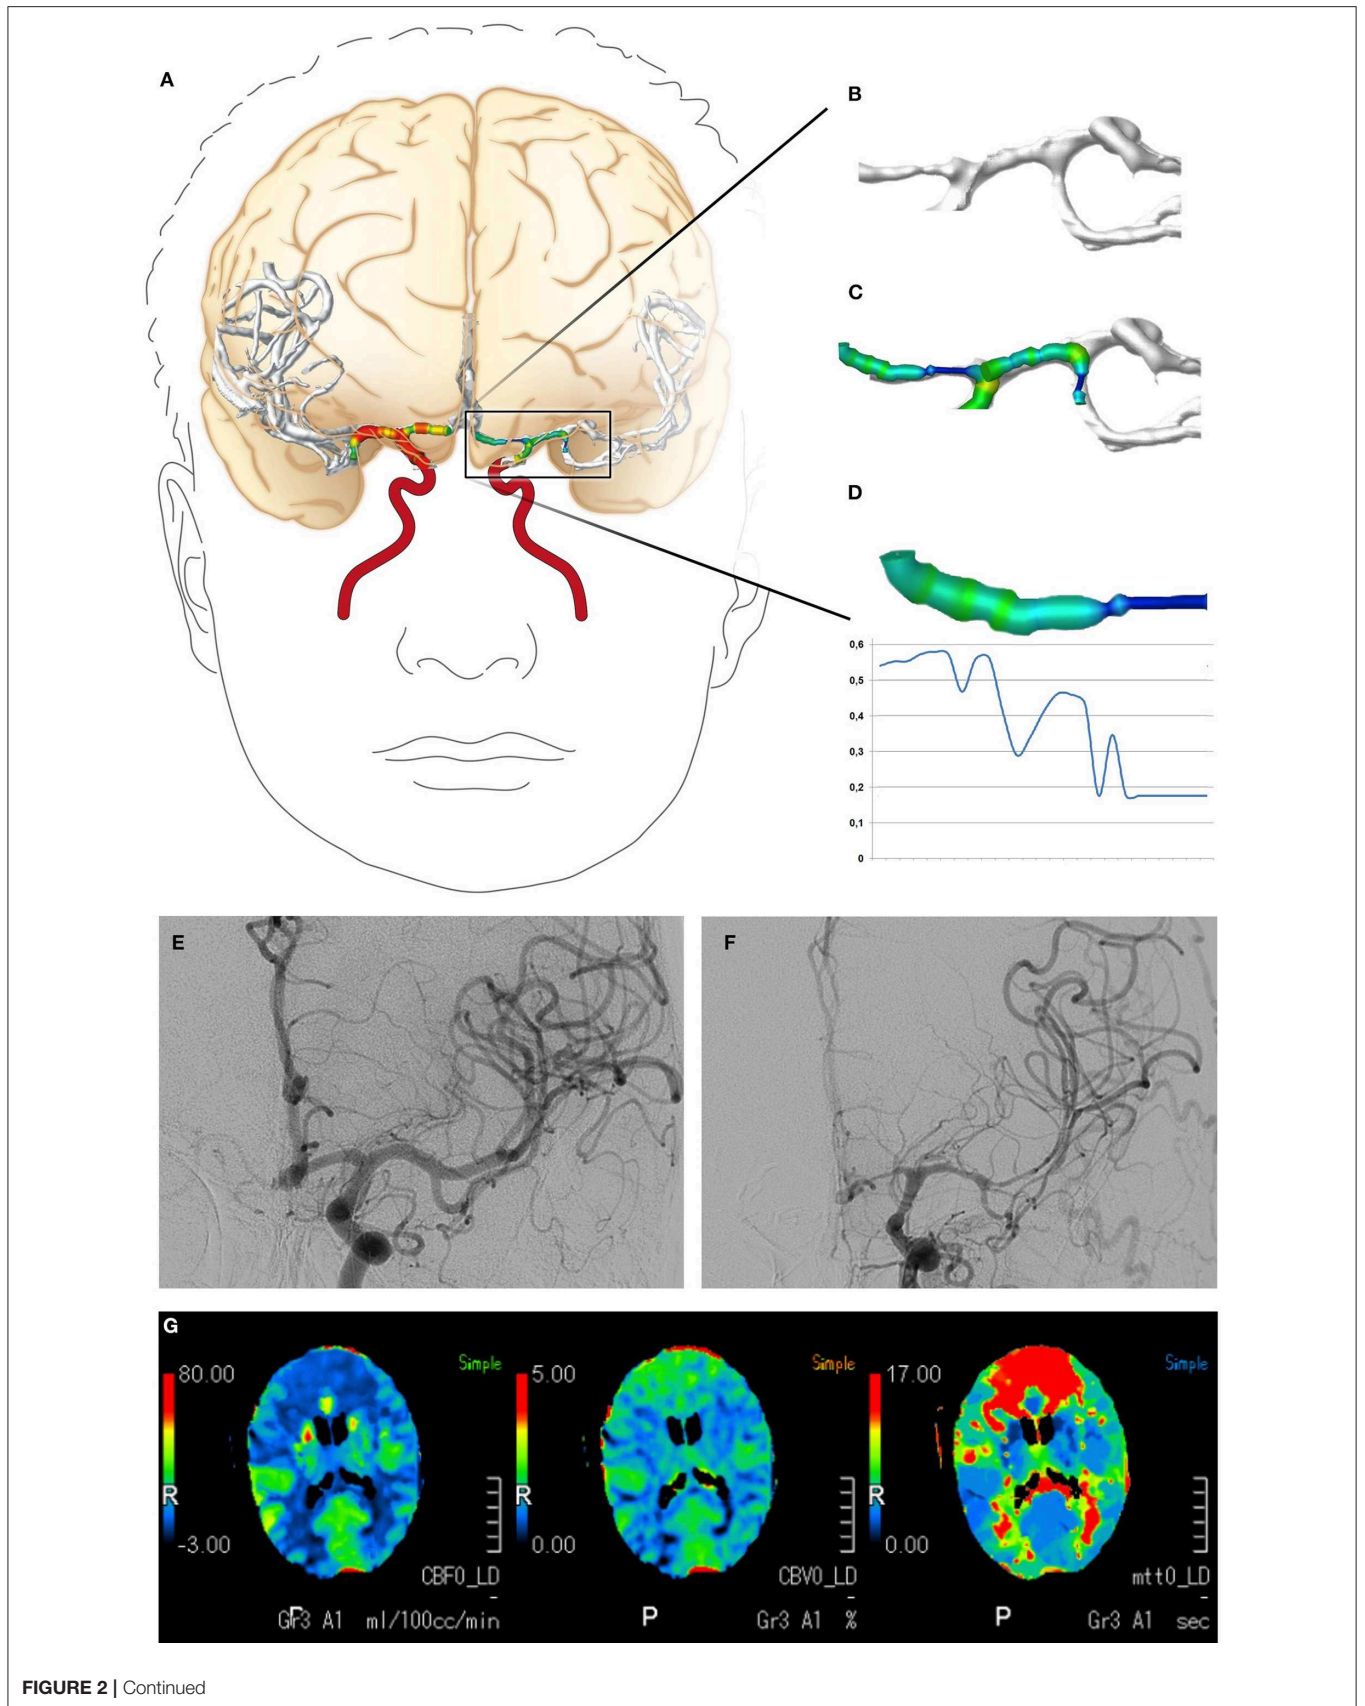 A
B
C
D
0,6
0,5
0,4
0,3
0,2
0,1
0
E
F
G
80.00
Simple
R
-3.00
CBF0_LD
-
Gr3 A1 ml/100cc/min
P
5.00
Simple
R
0.00
CBV0_LD
-
P
Gr3 A1 %
17.00
Simple
R
0.00
mtt0_LD
-
P
Gr3 A1 sec
FIGURE 2 | Continued